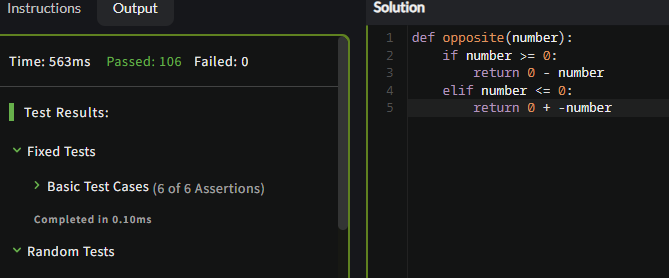 Instructions
Output
Time: 563ms Passed: 106 Failed: 0
Test Results:
Fixed Tests
Basic Test Cases (6 of 6 Assertions)
Completed in 0.10ms
Random Tests
Solution
1 def opposite(number):
2     if number >= 0:
3         return 0 - number
4     elif number <= 0:
5         return 0 + -number